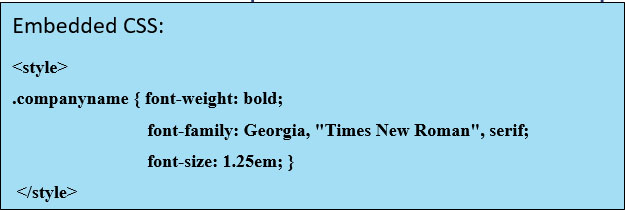 Embedded CSS:
<style>
.companyname { font-weight: bold;
font-family: Georgia, "Times New Roman", serif;
font-size: 1.25em; }
</style>